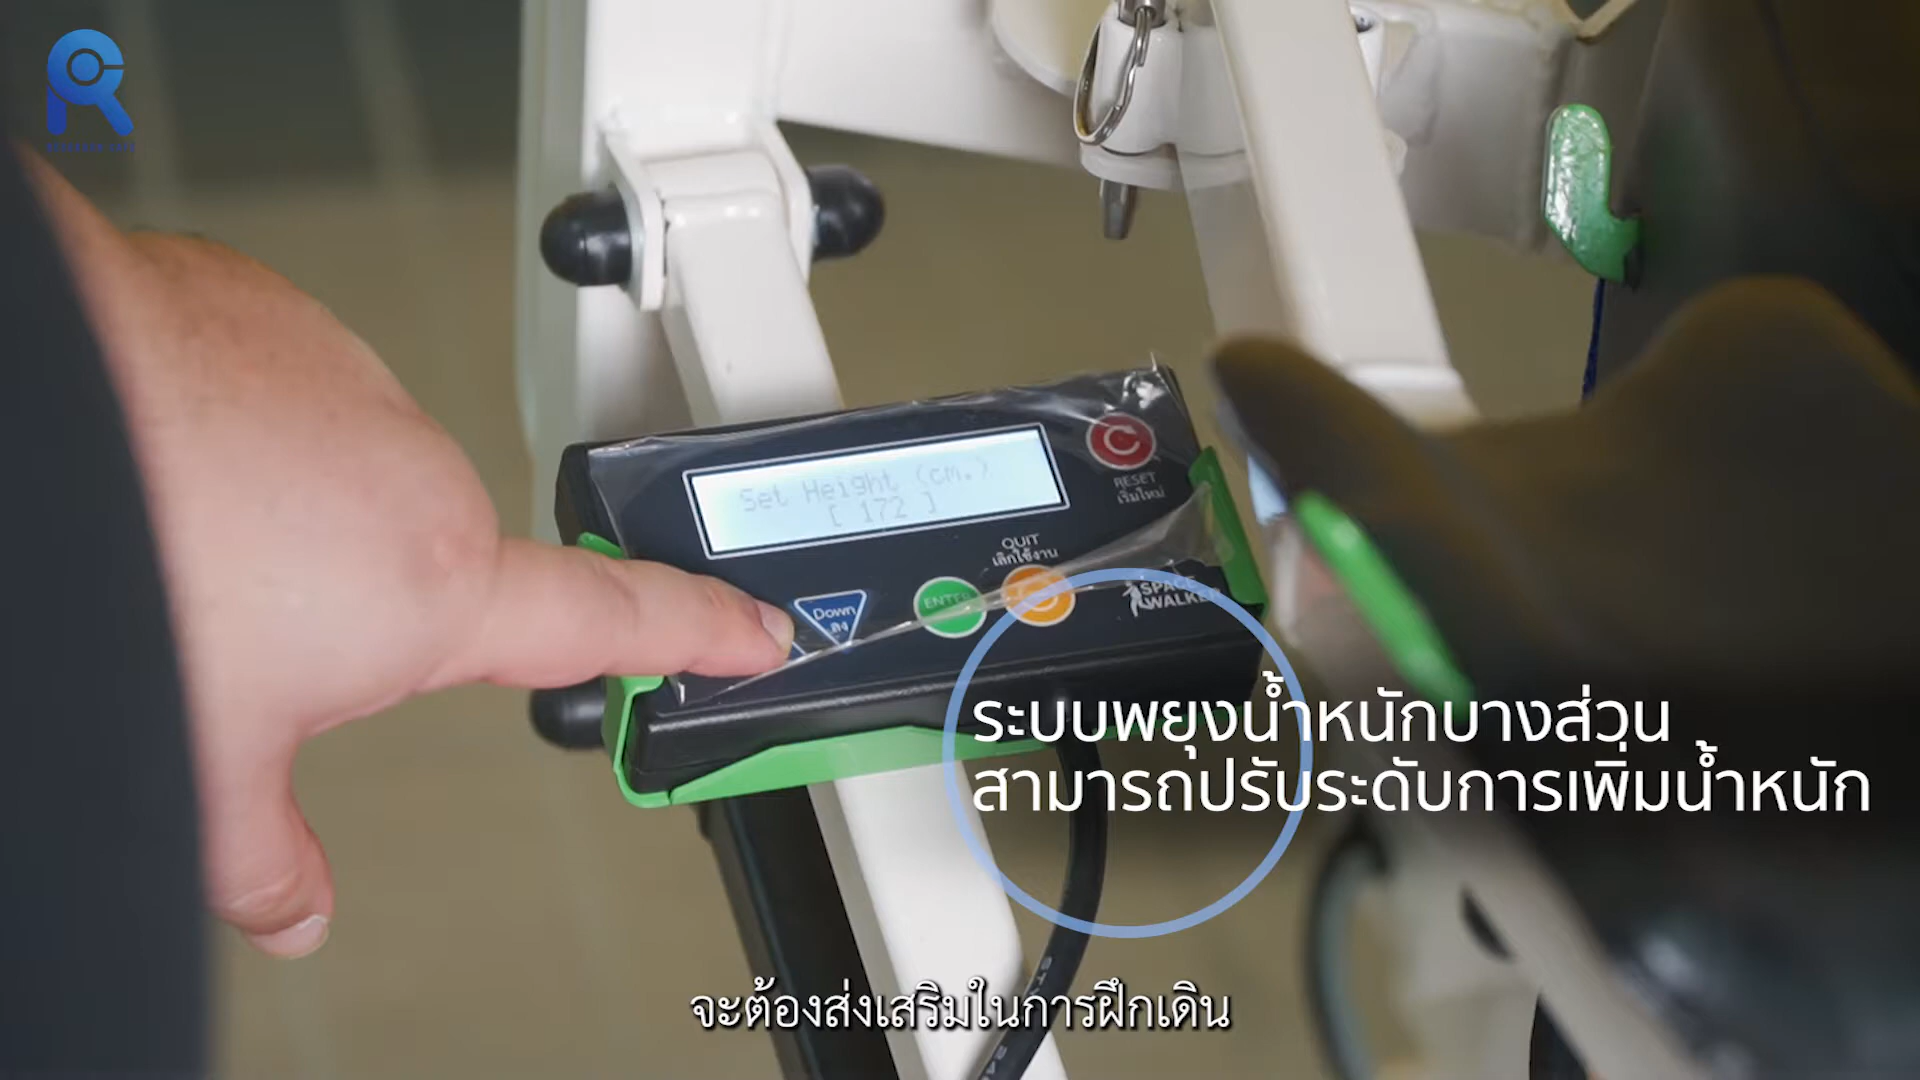 Set Height (cm.)
[ 172 ]
RESET
เริ่มใหม่
QUIT
เลิกใช้งาน
Down
ลง
ENTER
SPACE
WALKER
ระบบพยุงน้ำหนักบางส่วน
สามารถปรับระดับการเพิ่มน้ำหนัก
จะต้องส่งเสริมในการฝึกเดิน